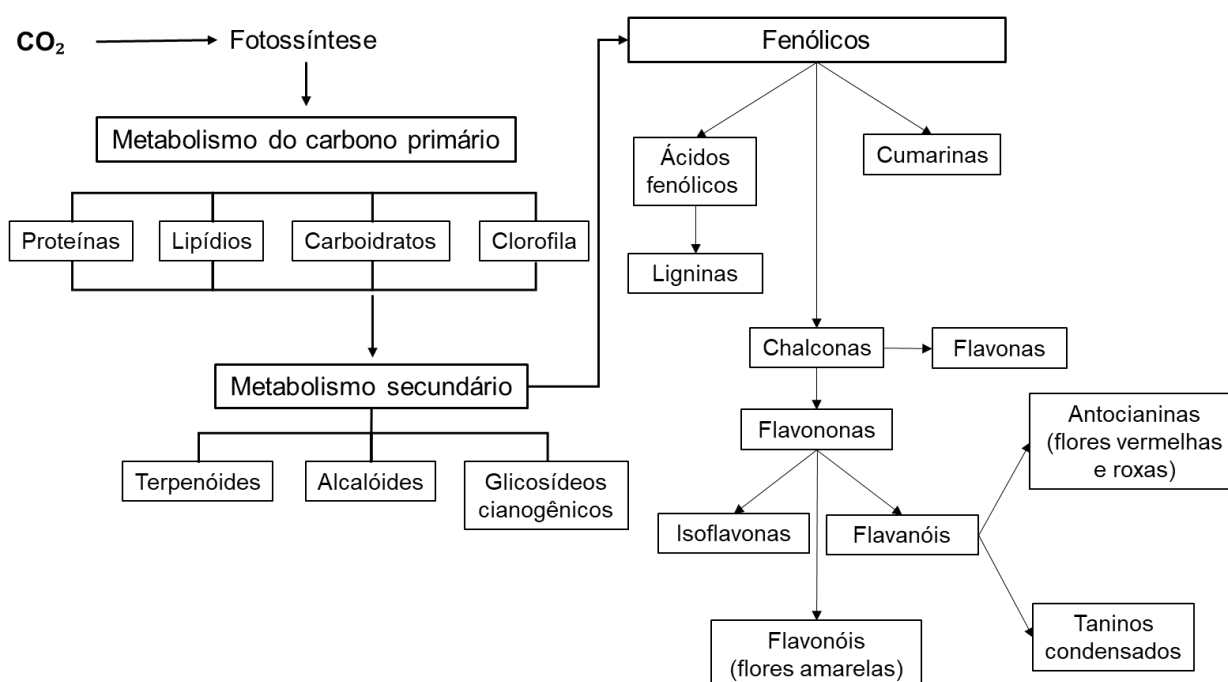 CO₂
Fotossíntese
Metabolismo do carbono primário
Proteínas
Lipídios
Carboidratos
Clorofila
Metabolismo secundário
Terpenóides
Alcalóides
Glicosídeos
cianogênicos
Fenólicos
Ácidos
fenólicos
Cumarinas
Ligninas
Chalconas
Flavonas
Flavononas
Isoflavonas
Flavanóis
Flavonóis
(flores amarelas)
Antocianinas
(flores vermelhas
e roxas)
Taninos
condensados